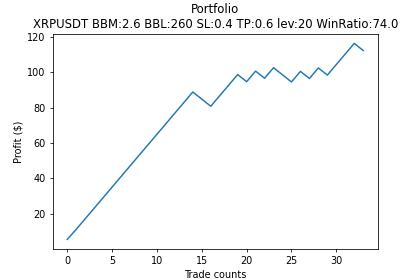 Portfolio
XRPUSDT BBM:2.6 BBL:260 SL:0.4 TP:0.6 lev:20 WinRatio:74.0
120
100
80
60
40
20
Profit ($)
0 5 10 15 20 25 30
Trade counts